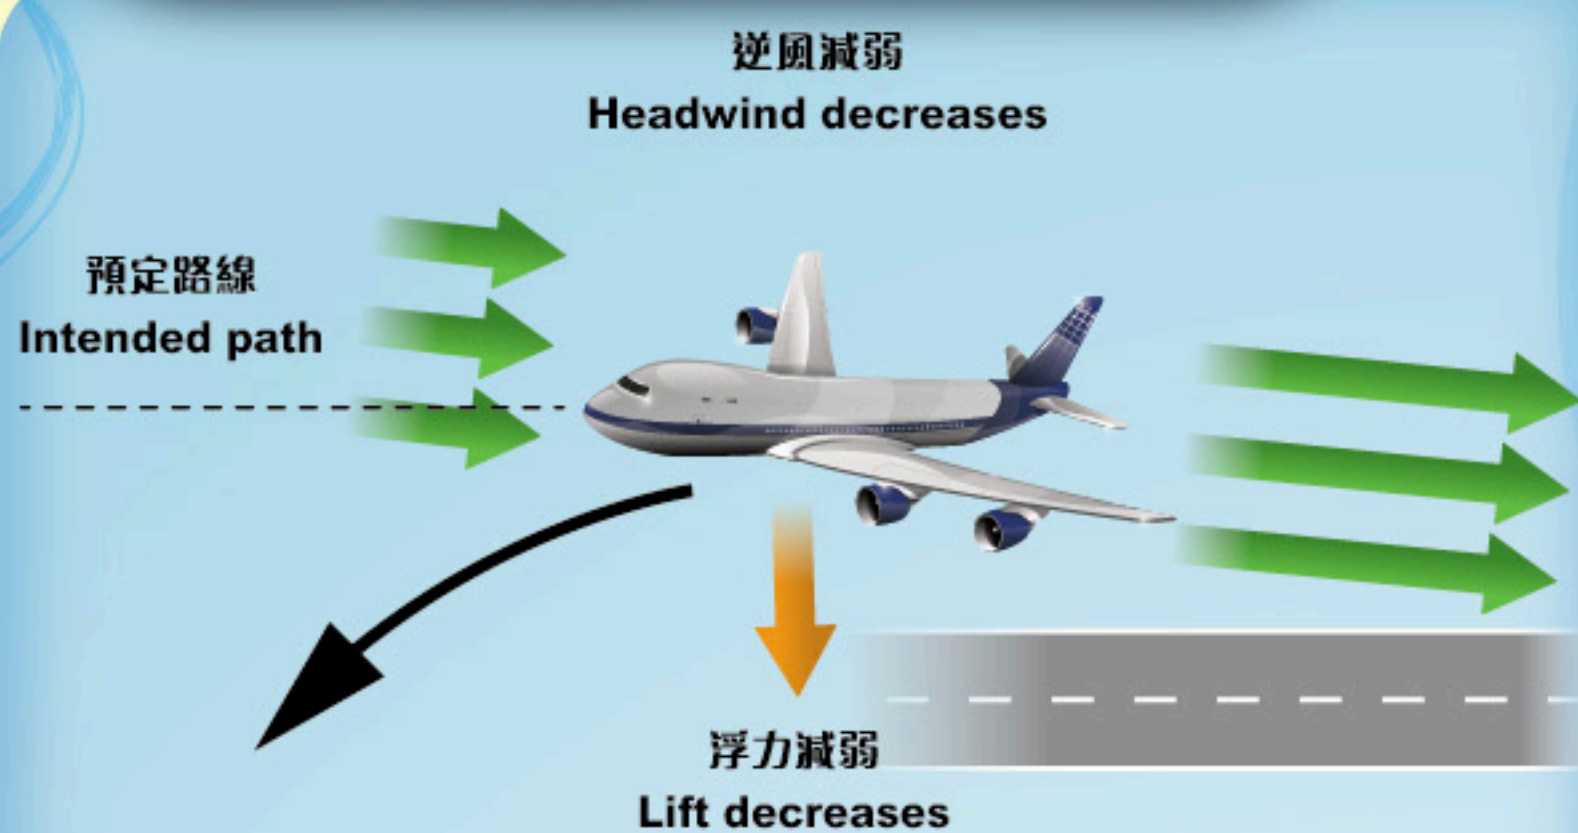 逆風減弱
Headwind decreases
預定路線
Intended path
浮力減弱
Lift decreases